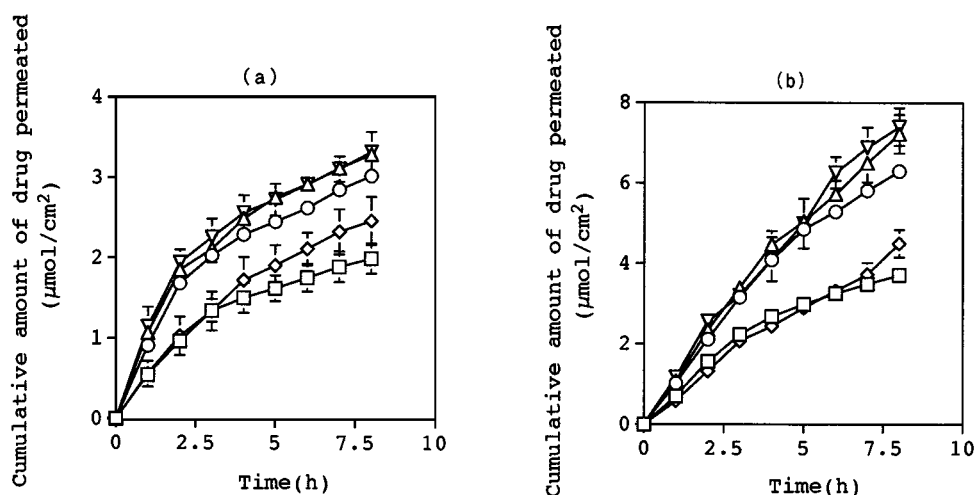 Cumulative amount of drug permeated
(μmol/cm²)
(a)
4
3
2
1
0
0
2.5
5
7.5
10
Time(h)
Cumulative amount of drug permeated
(μmol/cm²)
(b)
8
6
4
2
0
0
2.5
5
7.5
10
Time(h)